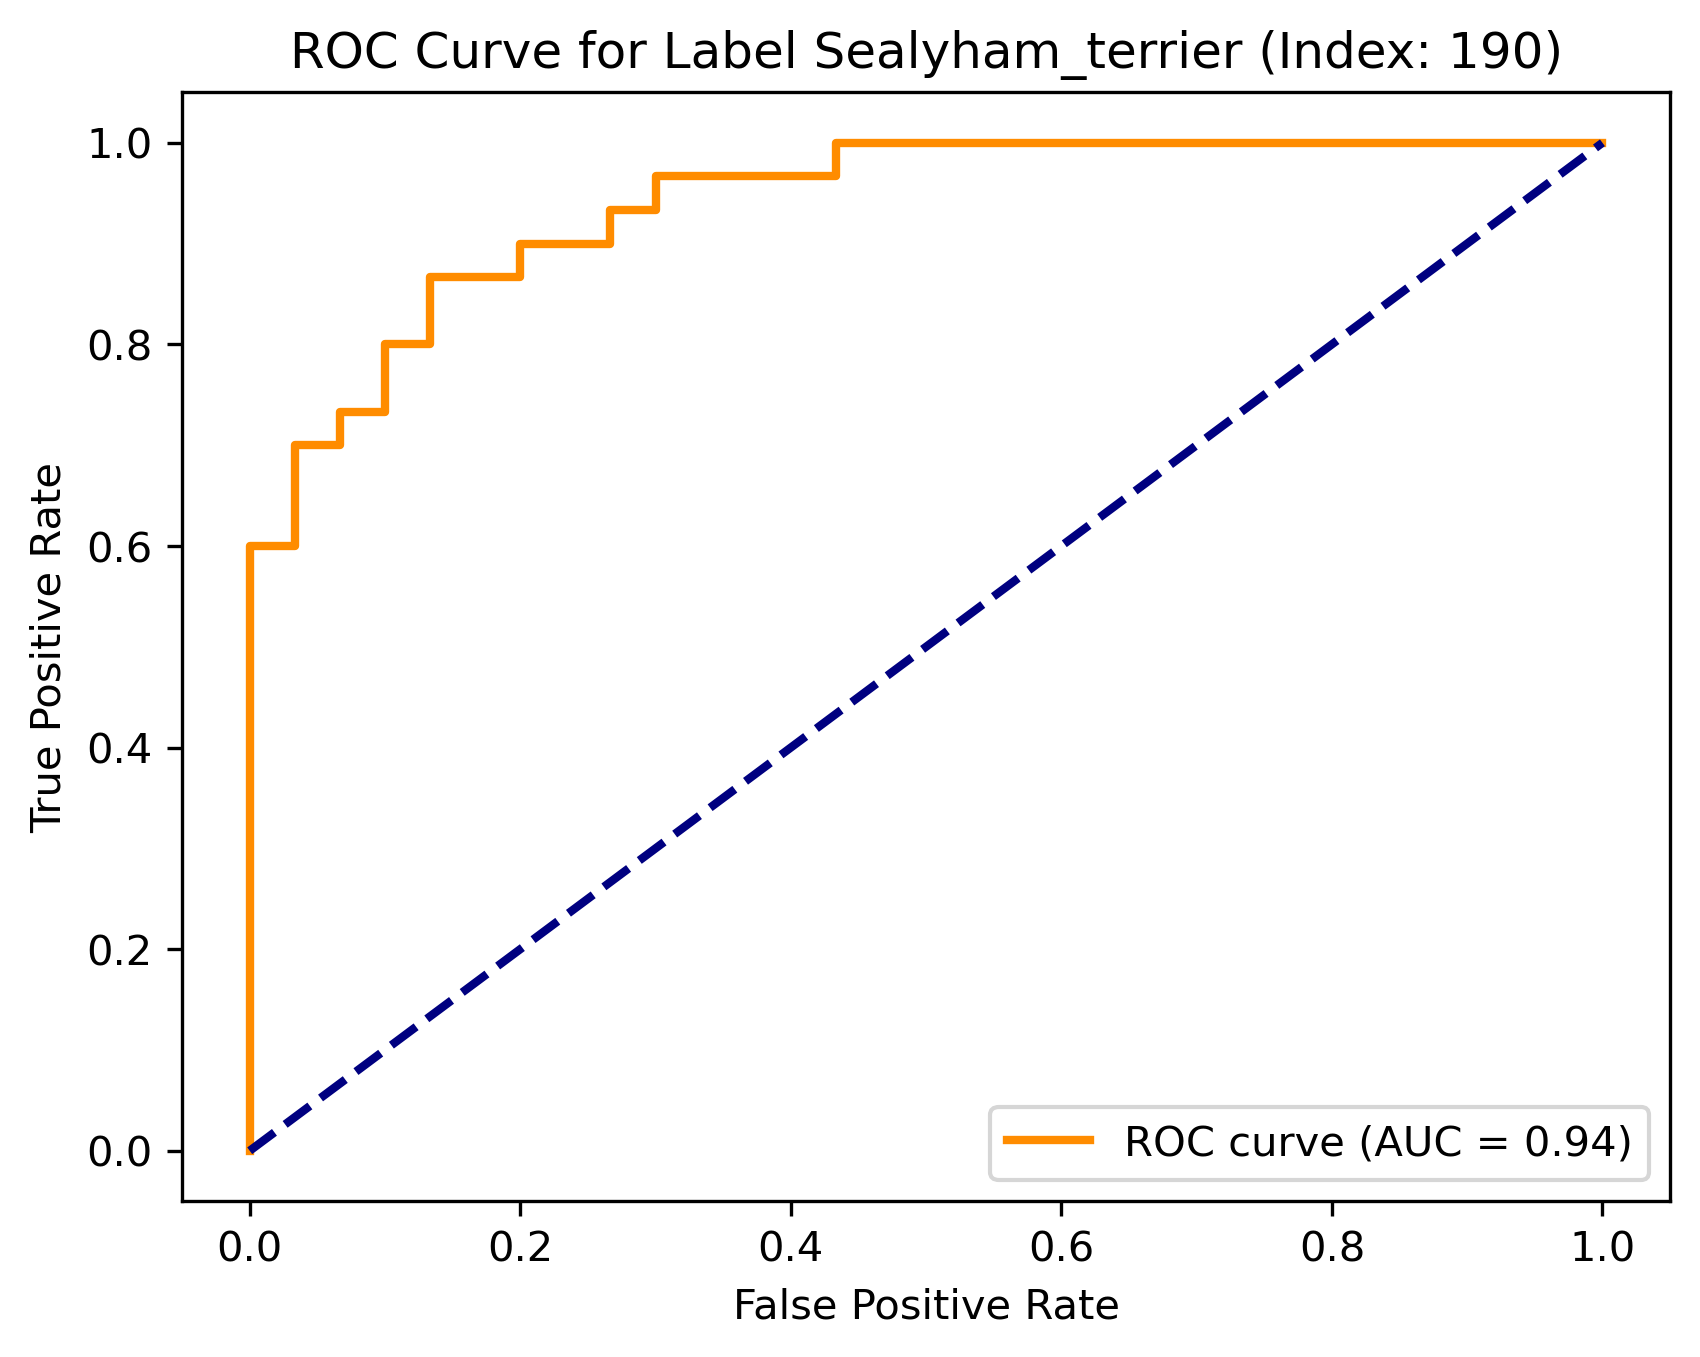 ROC Curve for Label Sealyham_terrier (Index: 190)
1.0
0.8
0.6
0.4
0.2
0.0
True Positive Rate
ROC curve (AUC = 0.94)
0.0 0.2 0.4 0.6 0.8 1.0
False Positive Rate